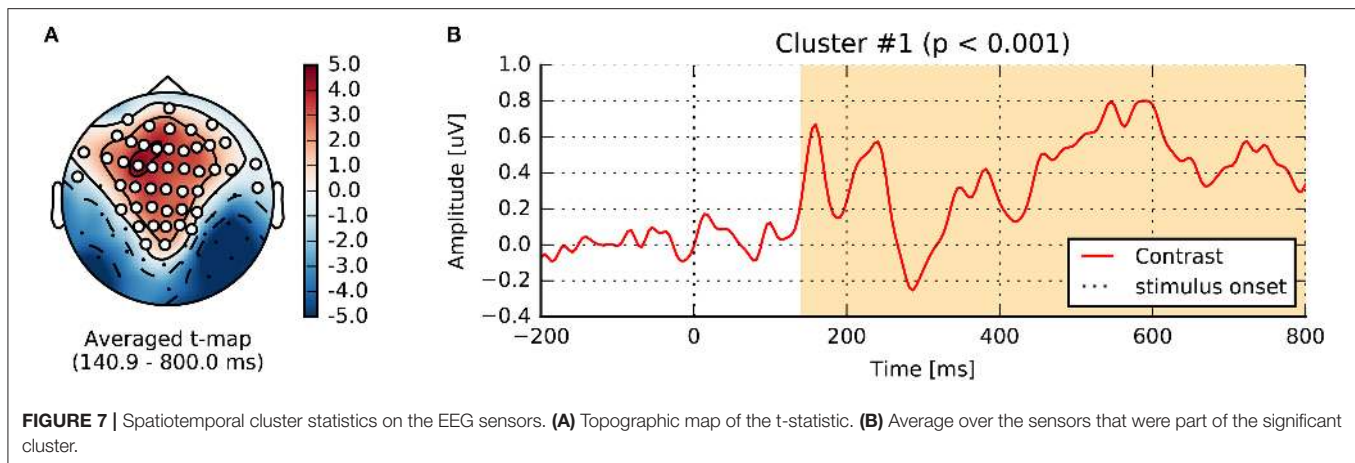 A
5.0
4.0
3.0
2.0
1.0
0.0
-1.0
-2.0
-3.0
-4.0
-5.0
Averaged t-map
(140.9 - 800.0 ms)
B
Cluster #1 (p < 0.001)
Amplitude [uV]
1.0
0.8
0.6
0.4
0.2
0.0
−0.2
−0.4
Contrast
stimulus onset
−200 0 200 400 600 800
Time [ms]
FIGURE 7 | Spatiotemporal cluster statistics on the EEG sensors. (A) Topographic map of the t-statistic. (B) Average over the sensors that were part of the significant
cluster.